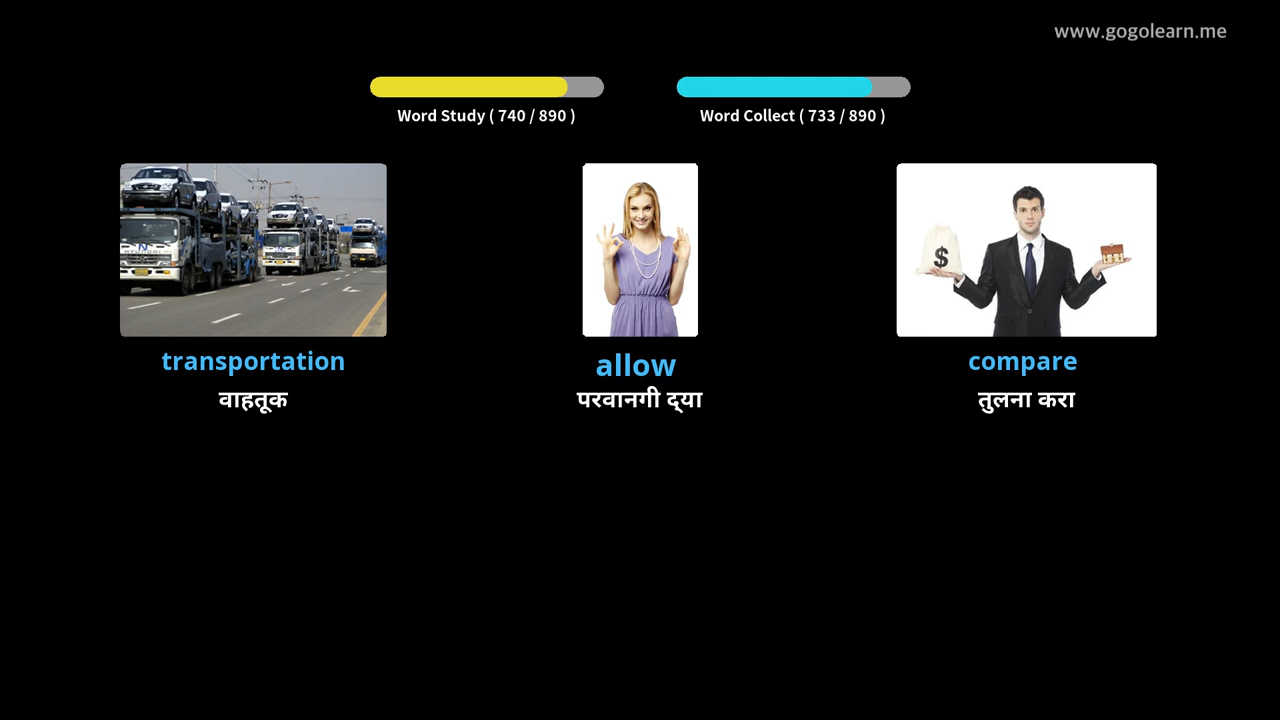 www.gogolearn.me
Word Study ( 740 / 890 )
Word Collect ( 733 / 890 )
transportation
allow
compare
वाहतूक
परवानगी द्या
तुलना करा
$